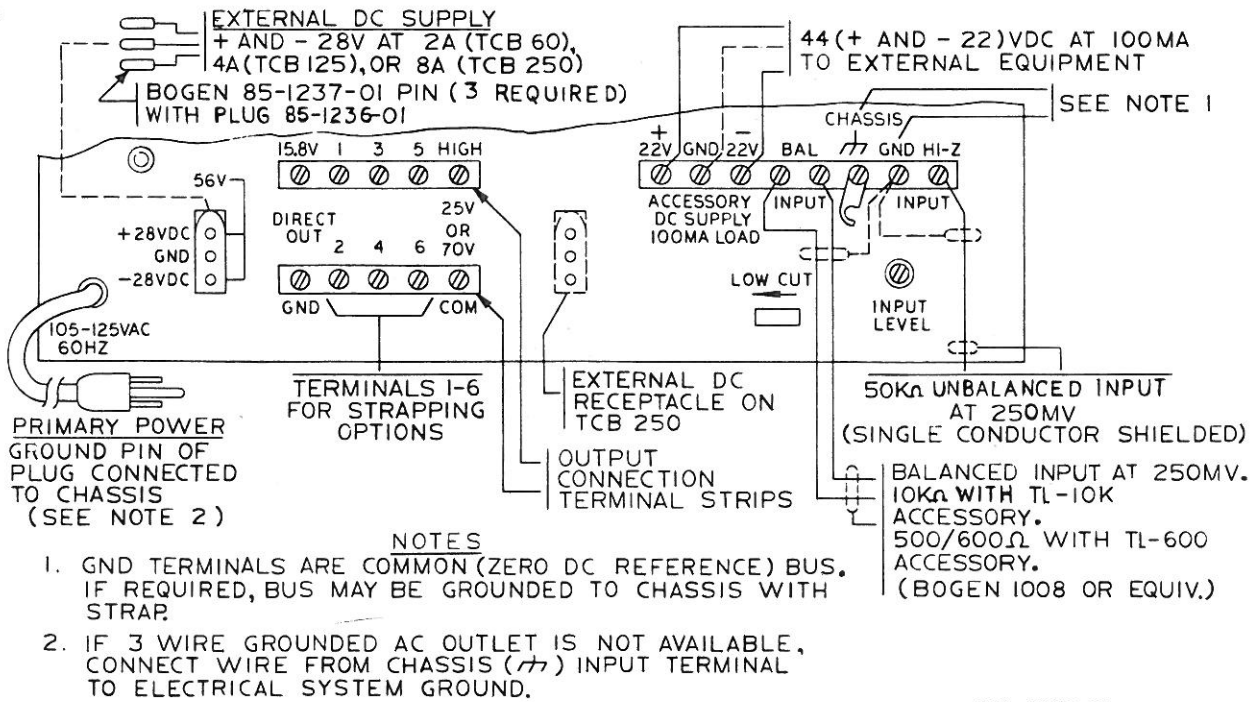 EXTERNAL DC SUPPLY
+ AND - 28V AT 2A (TCB 60),
4A (TCB 125), OR 8A (TCB 250)
BOGEN 85-1237-01 PIN (3 REQUIRED)
WITH PLUG 85-1236-01
44 (+ AND - 22) VDC AT 100MA
TO EXTERNAL EQUIPMENT
SEE NOTE 1
CHASSIS
15.8V 1 3 5 HIGH
+ -
22V GND 22V BAL GND HI-Z
56V
+28VDC
GND
-28VDC
DIRECT
OUT
2 4 6
25V
OR
70V
GND COM
ACCESSORY
DC SUPPLY
100MA LOAD
INPUT INPUT
LOW CUT
INPUT
LEVEL
105-125VAC
60HZ
PRIMARY POWER
GROUND PIN OF
PLUG CONNECTED
TO CHASSIS
(SEE NOTE 2)
TERMINALS 1-6
FOR STRAPPING
OPTIONS
EXTERNAL DC
RECEPTACLE ON
TCB 250
OUTPUT
CONNECTION
TERMINAL STRIPS
50KΩ UNBALANCED INPUT
AT 250MV
(SINGLE CONDUCTOR SHIELDED)
BALANCED INPUT AT 250MV.
10KΩ WITH TL-10K
ACCESSORY.
500/600Ω WITH TL-600
ACCESSORY.
(BOGEN 1008 OR EQUIV.)
NOTES
1. GND TERMINALS ARE COMMON (ZERO DC REFERENCE) BUS.
IF REQUIRED, BUS MAY BE GROUNDED TO CHASSIS WITH
STRAP.
2. IF 3 WIRE GROUNDED AC OUTLET IS NOT AVAILABLE,
CONNECT WIRE FROM CHASSIS () INPUT TERMINAL
TO ELECTRICAL SYSTEM GROUND.